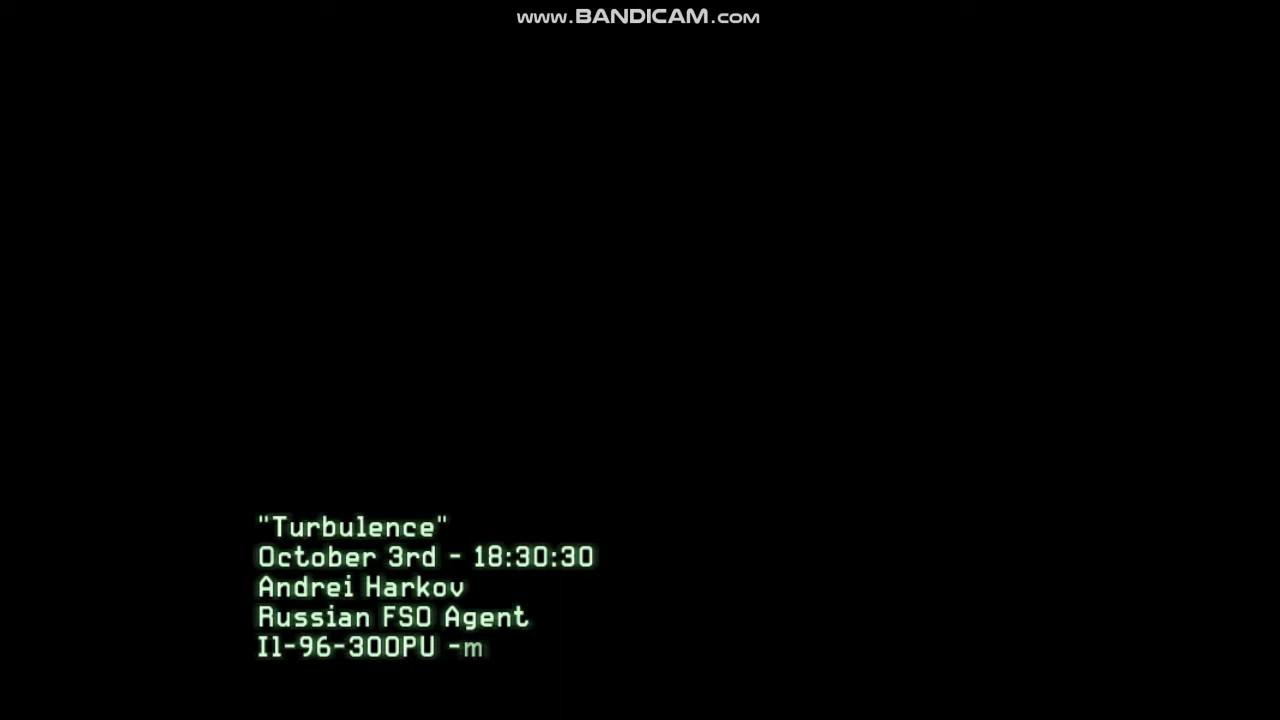 www.BANDICAM.com
"Turbulence"
October 3rd - 18:30:30
Andrei Harkov
Russian FSO Agent
Il-96-300PU -m